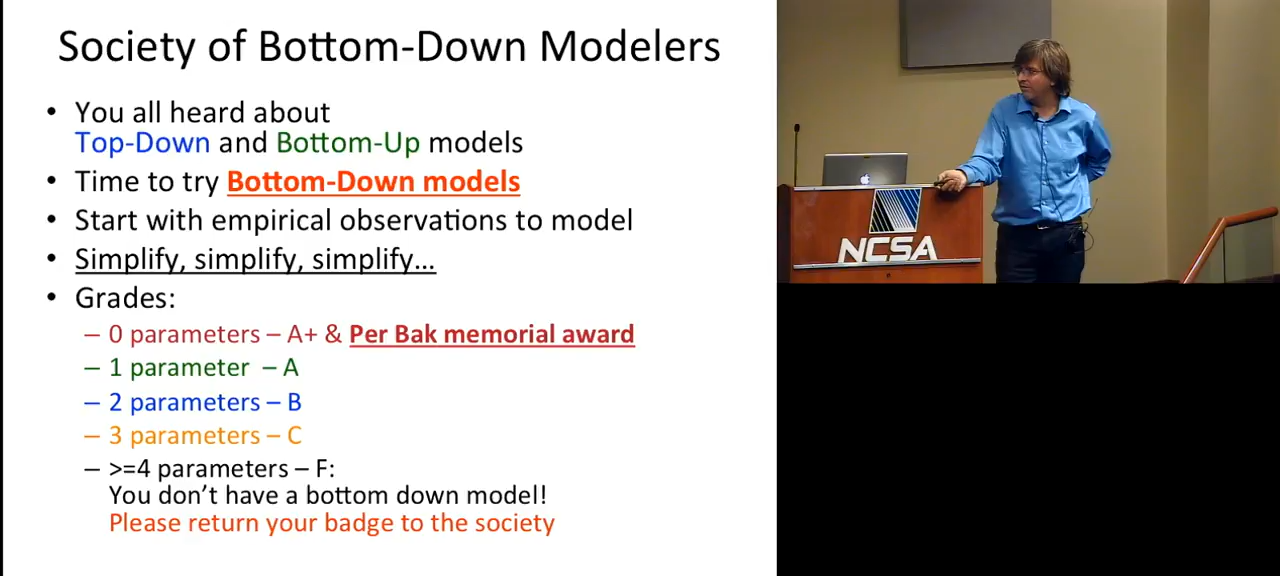 Society of Bottom-Down Modelers
• You all heard about
Top-Down and Bottom-Up models
• Time to try Bottom-Down models
• Start with empirical observations to model
• Simplify, simplify, simplify...
• Grades:
– 0 parameters – A+ & Per Bak memorial award
– 1 parameter – A
– 2 parameters – B
– 3 parameters – C
– >=4 parameters – F:
You don't have a bottom down model!
Please return your badge to the society
NCSA